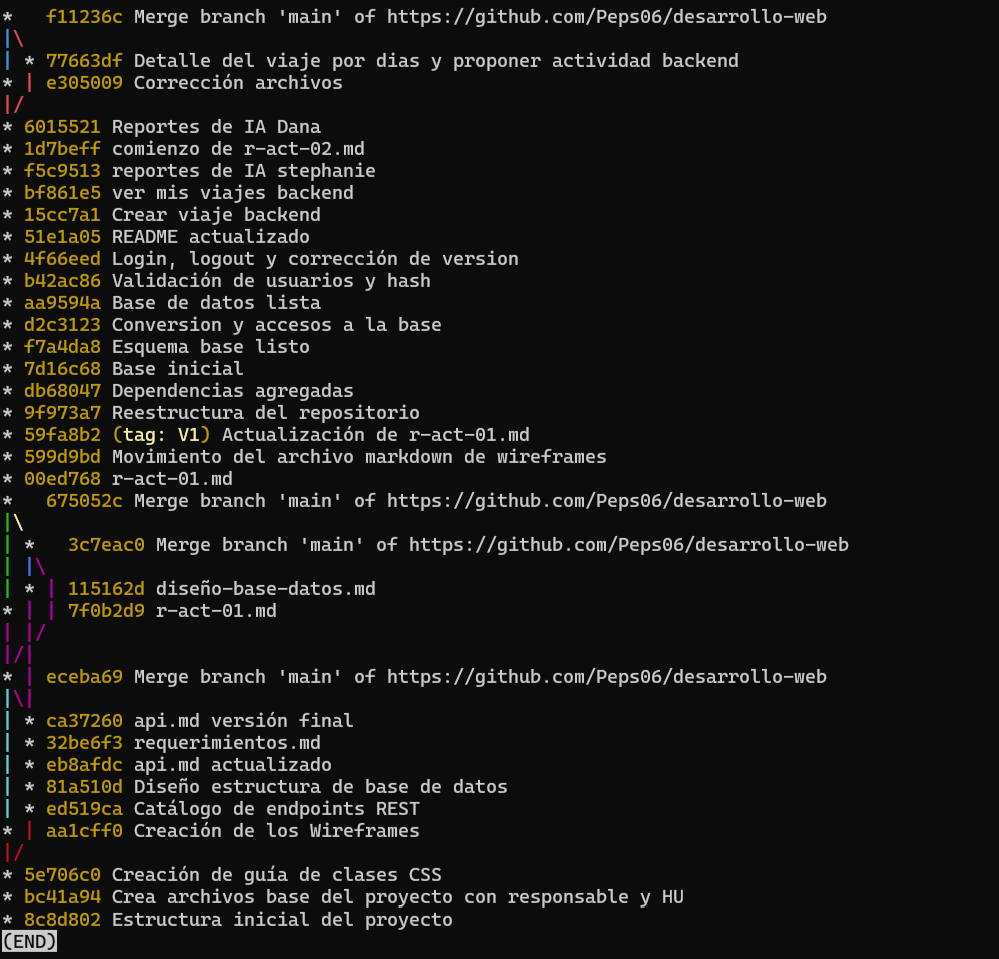 *   f11236c Merge branch 'main' of https://github.com/Peps06/desarrollo-web
|\
| * 77663df Detalle del viaje por dias y proponer actividad backend
* | e305009 Corrección archivos
|/
* 6015521 Reportes de IA Dana
* 1d7beff comienzo de r-act-02.md
* f5c9513 reportes de IA stephanie
* bf861e5 ver mis viajes backend
* 15cc7a1 Crear viaje backend
* 51e1a05 README actualizado
* 4f66eed Login, logout y corrección de version
* b42ac86 Validación de usuarios y hash
* aa9594a Base de datos lista
* d2c3123 Conversion y accesos a la base
* f7a4da8 Esquema base listo
* 7d16c68 Base inicial
* db68047 Dependencias agregadas
* 9f973a7 Reestructura del repositorio
* 59fa8b2 (tag: V1) Actualización de r-act-01.md
* 599d9bd Movimiento del archivo markdown de wireframes
* 00ed768 r-act-01.md
*   675052c Merge branch 'main' of https://github.com/Peps06/desarrollo-web
|\
| *   3c7eac0 Merge branch 'main' of https://github.com/Peps06/desarrollo-web
| |\
| * | 115162d diseño-base-datos.md
* | | 7f0b2d9 r-act-01.md
| |/
|/|
* | eceba69 Merge branch 'main' of https://github.com/Peps06/desarrollo-web
|\|
| * ca37260 api.md versión final
| * 32be6f3 requerimientos.md
| * eb8afdc api.md actualizado
| * 81a510d Diseño estructura de base de datos
| * ed519ca Catálogo de endpoints REST
* | aa1cff0 Creación de los Wireframes
|/
* 5e706c0 Creación de guía de clases CSS
* bc41a94 Crea archivos base del proyecto con responsable y HU
* 8c8d802 Estructura inicial del proyecto
(END)